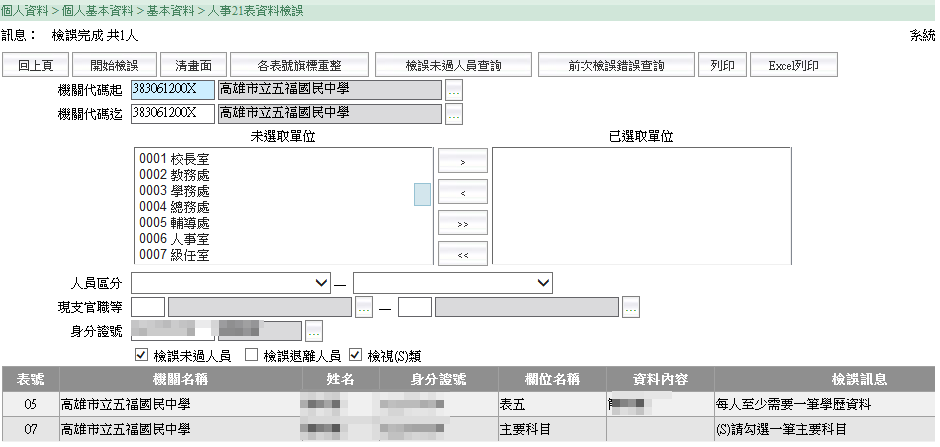 個人資料 > 個人基本資料 > 基本資料 > 人事21表資料檢誤
訊息： 檢誤完成 共1人 系統
回上頁 開始檢誤 清畫面 各表號旗標重整 檢誤未過人員查詢 前次檢誤錯誤查詢 列印 Excel列印
機關代碼起 383061200X 高雄市立五福國民中學 ...
機關代碼迄 383061200X 高雄市立五福國民中學 ...
未選取單位 已選取單位
0001 校長室
0002 教務處
0003 學務處
0004 總務處
0005 輔導處
0006 人事室
0007 級任室
>
<
>>
<<
人員區分 —
現支官職等 ... — ...
身分證號 ...
檢誤未過人員 檢誤退離人員 檢視(S)類
表號 機關名稱 姓名 身分證號 欄位名稱 資料內容 檢誤訊息
05 高雄市立五福國民中學 表五 每人至少需要一筆學歷資料
07 高雄市立五福國民中學 主要科目 (S)請勾選一筆主要科目